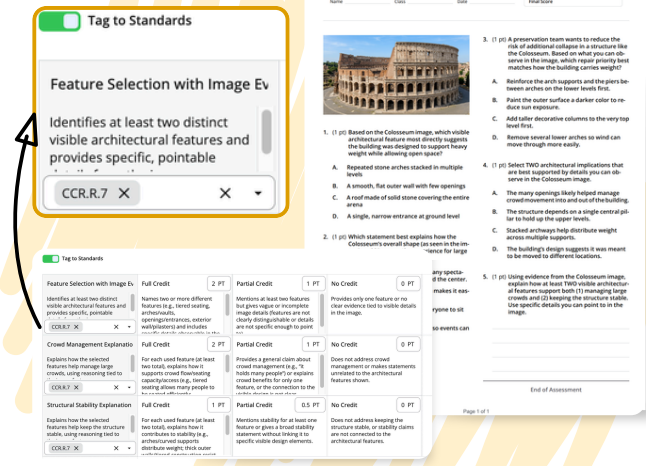 Tag to Standards
Feature Selection with Image Ev
Identifies at least two distinct
visible architectural features and
provides specific, pointable
CCR.R.7
Name
Class
Date
Final Score
1. (1 pt) Based on the Colosseum image, which visible
architectural feature most directly suggests
the building was designed to support heavy
weight while allowing open space?
A. Repeated stone arches stacked in multiple
levels
B. A smooth, flat outer wall with few openings
C. A roof made of solid stone covering the entire
arena
D. A single, narrow entrance at ground level
2. (1 pt) Which statement best explains how the
Colosseum's overall shape (as seen in the im-
ience for large
any specta-
d the center.
makes it eas-
ryone to sit
so events can
3. (1 pt) A preservation team wants to reduce the
risk of additional collapse in a structure like
the Colosseum. Based on what you can ob-
serve in the image, which repair priority best
matches how the building carries weight?
A. Reinforce the arch supports and the piers be-
tween arches on the lower levels first.
B. Paint the outer surface a darker color to re-
duce sun exposure.
C. Add taller decorative columns to the very top
level first.
D. Remove several lower arches so wind can
move through more easily.
4. (1 pt) Select TWO architectural implications that
are best supported by details you can ob-
serve in the Colosseum image.
A. The many openings likely helped manage
crowd movement into and out of the building.
B. The structure depends on a single central pil-
lar to hold up the upper levels.
C. Stacked archways help distribute weight
across multiple supports.
D. The building's design suggests it was meant
to be moved to different locations.
5. (1 pt) Using evidence from the Colosseum image,
explain how at least TWO visible architectur-
al features support both (1) managing large
crowds and (2) keeping the structure stable.
Use specific details you can point to in the
image.
End of Assessment
Page 1 of 1
Tag to Standards
Feature Selection with Image Ev
Identifies at least two distinct
visible architectural features and
provides specific, pointable
CCR.R.7
Full Credit 2 PT
Names two or more different
features (e.g., tiered seating,
arches/vaults,
openings/entrances, exterior
wall/plasters) and includes
Partial Credit 1 PT
Mentions at least two features
but gives vague or incomplete
image details (features are not
clearly distinguishable or details
are not specific enough to point
No Credit 0 PT
Provides only one feature or no
clear evidence tied to visible details
in the image.
Crowd Management Explanatio
Explains how the selected
features help manage large
crowds, using reasoning tied to
CCR.R.7
Full Credit 2 PT
For each used feature (at least
two total), explains how it
supports crowd flow/seating
capacity/access (e.g., tiered
seating allows many people to
Partial Credit 1 PT
Provides a general claim about
crowd management (e.g., "it
holds many people") or explains
crowd benefits for only one
feature, or the connection to the
No Credit 0 PT
Does not address crowd
management or makes statements
unrelated to the architectural
features shown.
Structural Stability Explanation
Explains how the selected
features help keep the structure
stable, using reasoning tied to
CCR.R.7
Full Credit 1 PT
For each used feature (at least
two total), explains how it
contributes to stability (e.g.,
arches/curved supports
distribute weight; thick outer
Partial Credit 0.5 PT
Mentions stability for at least one
feature or gives a broad stability
statement without linking it to
specific visible design elements.
No Credit 0 PT
Does not address keeping the
structure stable, or stability claims
are not connected to the
architectural features.